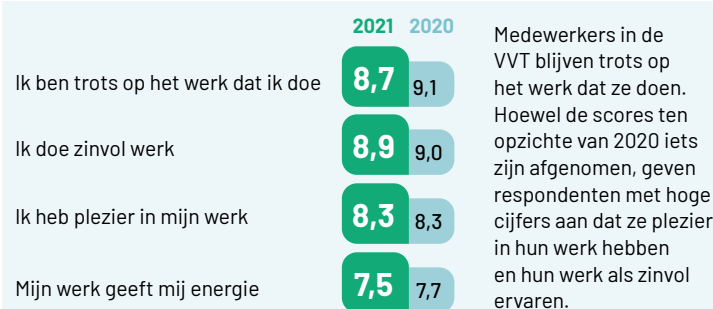 2021 2020
Ik ben trots op het werk dat ik doe 8,7 9,1
Ik doe zinvol werk 8,9 9,0
Ik heb plezier in mijn werk 8,3 8,3
Mijn werk geeft mij energie 7,5 7,7
Medewerkers in de
VVT blijven trots op
het werk dat ze doen.
Hoewel de scores ten
opzichte van 2020 iets
zijn afgenomen, geven
respondenten met hoge
cijfers aan dat ze plezier
in hun werk hebben
en hun werk als zinvol
ervaren.